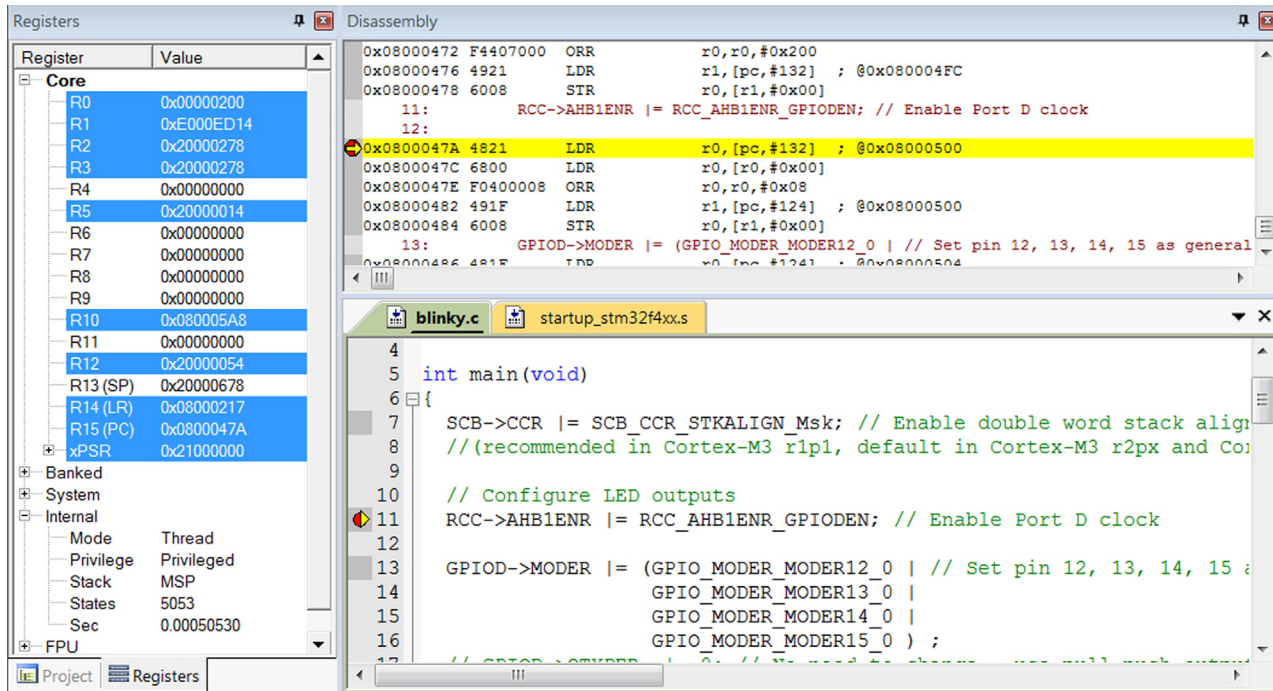 Registers
Register Value
Core
R0 0x00000200
R1 0xE000ED14
R2 0x20000278
R3 0x20000278
R4 0x00000000
R5 0x20000014
R6 0x00000000
R7 0x00000000
R8 0x00000000
R9 0x00000000
R10 0x080005A8
R11 0x00000000
R12 0x20000054
R13 (SP) 0x20000678
R14 (LR) 0x08000217
R15 (PC) 0x0800047A
xPSR 0x21000000
Banked
System
Internal
Mode Thread
Privilege Privileged
Stack MSP
States 5053
Sec 0.00050530
FPU
Project Registers
Disassembly
0x08000472 F4407000 ORR r0,r0,#0x200
0x08000476 4921 LDR r1,[pc,#132] ; @0x080004FC
0x08000478 6008 STR r0,[r1,#0x00]
11: RCC->AHB1ENR |= RCC_AHB1ENR_GPIODEN; // Enable Port D clock
12:
0x0800047A 4821 LDR r0,[pc,#132] ; @0x08000500
0x0800047C 6800 LDR r0,[r0,#0x00]
0x0800047E F0400008 ORR r0,r0,#0x08
0x08000482 491F LDR r1,[pc,#124] ; @0x08000500
0x08000484 6008 STR r0,[r1,#0x00]
13: GPIOD->MODER |= (GPIO_MODER_MODER12_0 | // Set pin 12, 13, 14, 15 as general
0x08000486 481F LDR r0,[pc,#124] ; @0x08000504
blinky.c startup_stm32f4xx.s
4
5 int main(void)
6 {
7 SCB->CCR |= SCB_CCR_STKALIGN_Msk; // Enable double word stack align
8 //(recommended in Cortex-M3 r1p1, default in Cortex-M3 r2px and Cor
9
10 // Configure LED outputs
11 RCC->AHB1ENR |= RCC_AHB1ENR_GPIODEN; // Enable Port D clock
12
13 GPIOD->MODER |= (GPIO_MODER_MODER12_0 | // Set pin 12, 13, 14, 15 a
14 GPIO_MODER_MODER13_0 |
15 GPIO_MODER_MODER14_0 |
16 GPIO_MODER_MODER15_0 ) ;